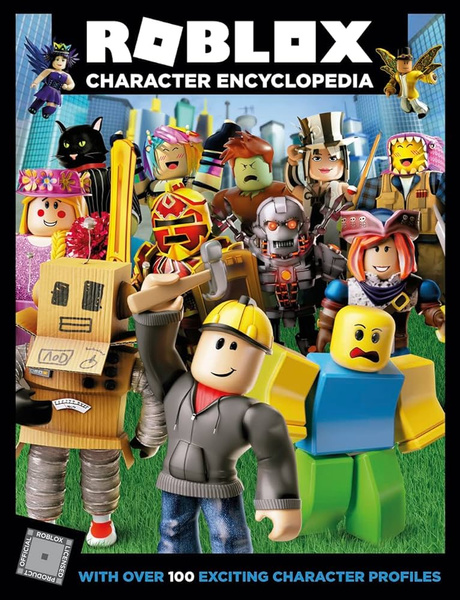 ROBLOX
CHARACTER ENCYCLOPEDIA
OFFICIAL
ROBLOX
LICENSED
PRODUCT
WITH OVER 100 EXCITING CHARACTER PROFILES